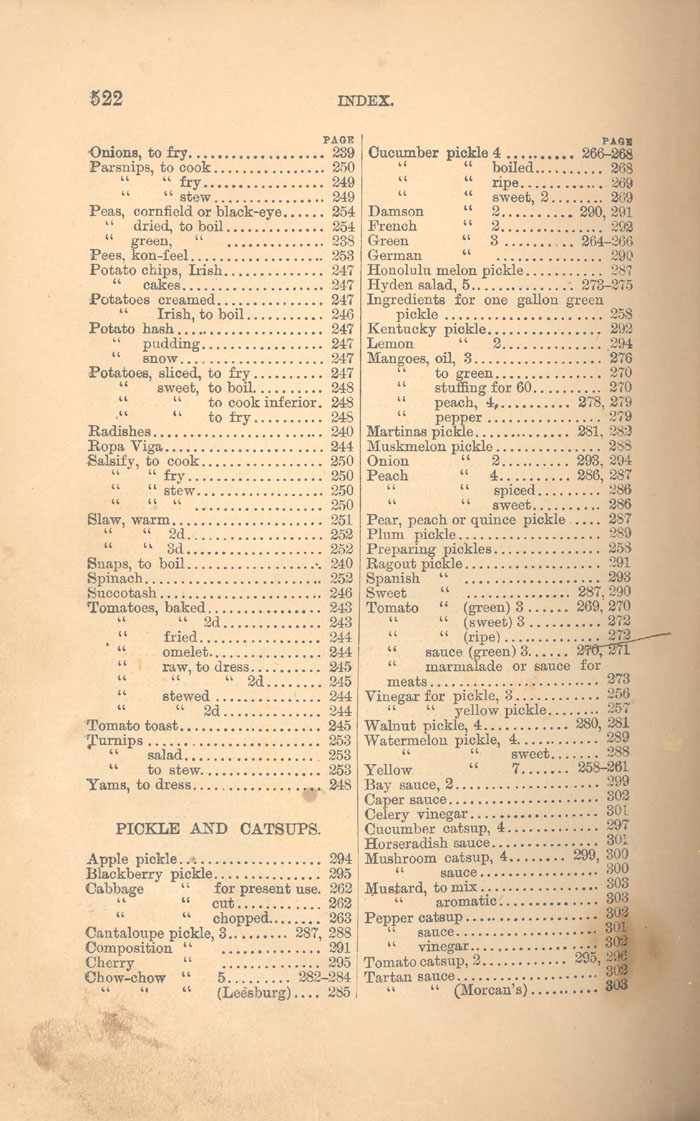 522
INDEX.
PAGE
Onions, to fry.................... 239
Parsnips, to cook................ 250
“ “ fry................. 249
“ “ stew................ 249
Peas, cornfield or black-eye...... 254
“ dried, to boil.............. 254
“ green, “ .............. 238
Pees, kon-feel.................... 253
Potato chips, Irish............... 247
“ cakes..................... 247
Potatoes creamed................. 247
“ Irish, to boil............ 246
Potato hash ..................... 247
“ pudding................. 247
“ snow.................... 247
Potatoes, sliced, to fry........... 247
“ sweet, to boil.......... 248
“ “ to cook inferior. 248
“ “ to fry.......... 248
Radishes......................... 240
Ropa Viga....................... 244
Salsify, to cook.................. 250
“ “ fry................... 250
“ “ stew.................. 250
“ “ “ .................. 250
Slaw, warm..................... 251
“ “ 2d.................. 252
“ “ 3d.................. 252
Snaps, to boil.................... 240
Spinach.......................... 252
Succotash ....................... 246
Tomatoes, baked................ 243
“ “ 2d............... 243
“ fried................. 244
“ omelet............... 244
“ raw, to dress.......... 245
“ “ “ 2d........ 245
“ stewed ............... 244
“ “ 2d............. 244
Tomato toast.................... 245
Turnips ......................... 253
“ salad.................... 253
“ to stew.................. 253
Yams, to dress................... 248
PICKLE AND CATSUPS.
Apple pickle..................... 294
Blackberry pickle................ 295
Cabbage “ for present use. 262
“ “ cut............. 262
“ “ chopped........ 263
Cantaloupe pickle, 3......... 287, 288
Composition “ .............. 291
Cherry “ .............. 295
Chow-chow “ 5......... 282-284
“ “ “ (Leesburg).... 285
PAGE
Cucumber pickle 4 .......... 266-268
“ “ boiled.......... 268
“ “ ripe............ 269
“ “ sweet, 2........ 269
Damson “ 2.......... 290, 291
French “ 2............... 292
Green “ 3 .......... 264-266
German “ ............... 290
Honolulu melon pickle............ 287
Hyden salad, 5............... 273-275
Ingredients for one gallon green
pickle ........................ 258
Kentucky pickle.................. 292
Lemon “ 2............... 294
Mangoes, oil, 3................... 276
“ to green................ 270
“ stuffing for 60........... 270
“ peach, 4,........... 278, 279
“ pepper ................. 279
Martinas pickle.............. 281, 282
Muskmelon pickle................ 288
Onion “ 2.......... 293, 294
Peach “ 4.......... 286, 287
“ “ spiced.......... 286
“ “ sweet........... 286
Pear, peach or quince pickle ..... 287
Plum pickle...................... 289
Preparing pickles................. 258
Ragout pickle.................... 291
Spanish “ .................... 293
Sweet “ ............... 287, 290
Tomato “ (green) 3 ...... 269, 270
“ “ (sweet) 3 .......... 272
“ “ (ripe).............. 272
“ sauce (green) 3...... 270, 271
“ marmalade or sauce for
meats......................... 273
Vinegar for pickle, 3.............. 256
“ “ yellow pickle........ 257
Walnut pickle, 4............. 280, 281
Watermelon pickle, 4............. 289
“ “ sweet....... 288
Yellow “ 7........ 258-261
Bay sauce, 2..................... 299
Caper sauce...................... 302
Celery vinegar................... 301
Cucumber catsup, 4.............. 297
Horseradish sauce................ 301
Mushroom catsup, 4.......... 299, 300
“ sauce................. 300
Mustard, to mix................. 303
“ aromatic............... 303
Pepper catsup.................... 302
“ sauce..................... 301
“ vinegar................... 302
Tomato catsup, 2............. 295, 296
Tartan sauce..................... 302
“ “ (Morcan's).......... 303